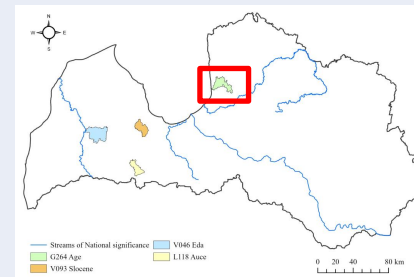 N
W E
S
Streams of National significance
V046 Eda
G264 Age
L118 Auce
V093 Slocene
0 20 40 80 km